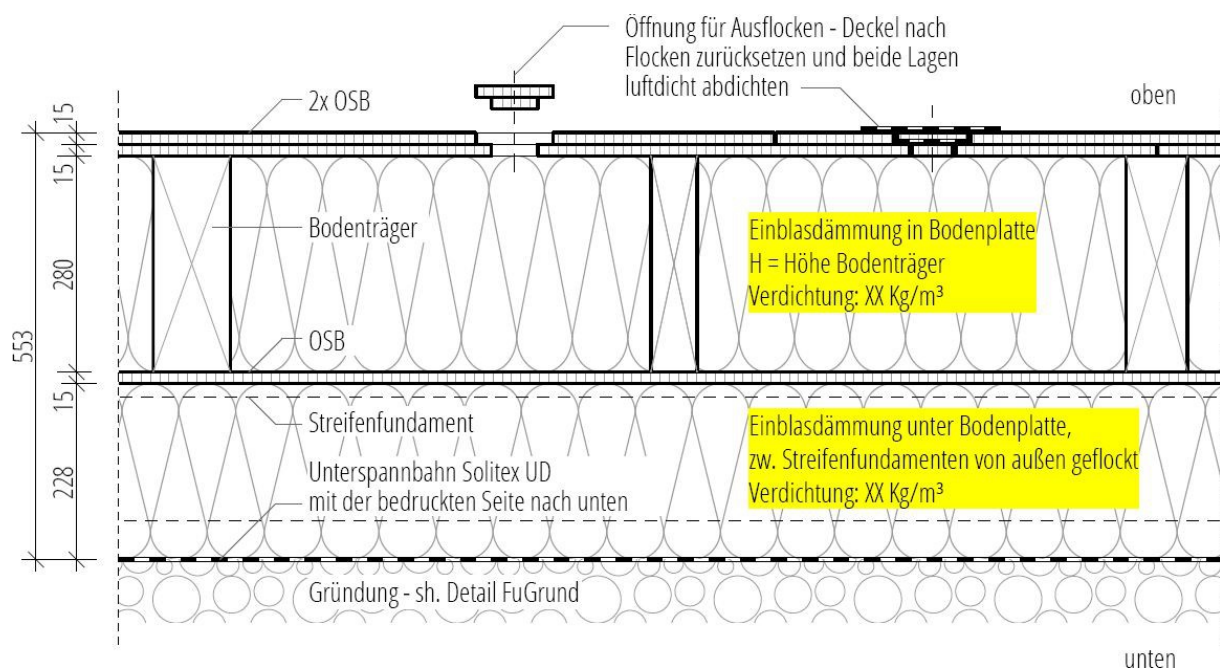 Öffnung für Ausflocken - Deckel nach
Flocken zurücksetzen und beide Lagen
luftdicht abdichten
oben
2x OSB
15
15
Bodenträger
Einblasdämmung in Bodenplatte
H = Höhe Bodenträger
Verdichtung: XX Kg/m³
280
553
OSB
15
Streifenfundament
Einblasdämmung unter Bodenplatte,
zw. Streifenfundamenten von außen geflockt
Verdichtung: XX Kg/m³
228
Unterspannbahn Solitex UD
mit der bedruckten Seite nach unten
Gründung - sh. Detail FuGrund
unten